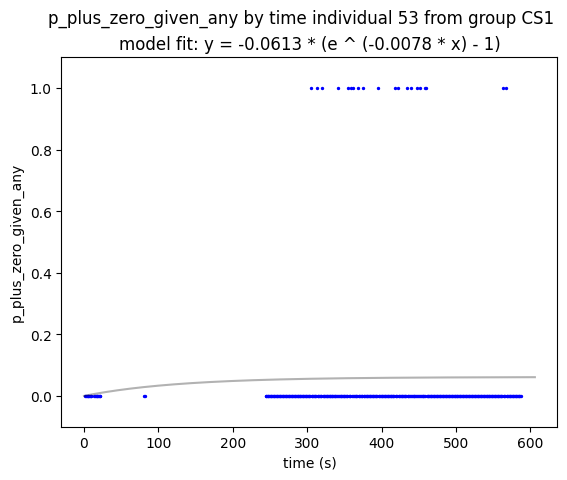 p_plus_zero_given_any by time individual 53 from group CS1
model fit: y = -0.0613 * (e ^ (-0.0078 * x) - 1)
p_plus_zero_given_any
1.0
0.8
0.6
0.4
0.2
0.0
0 100 200 300 400 500 600
time (s)